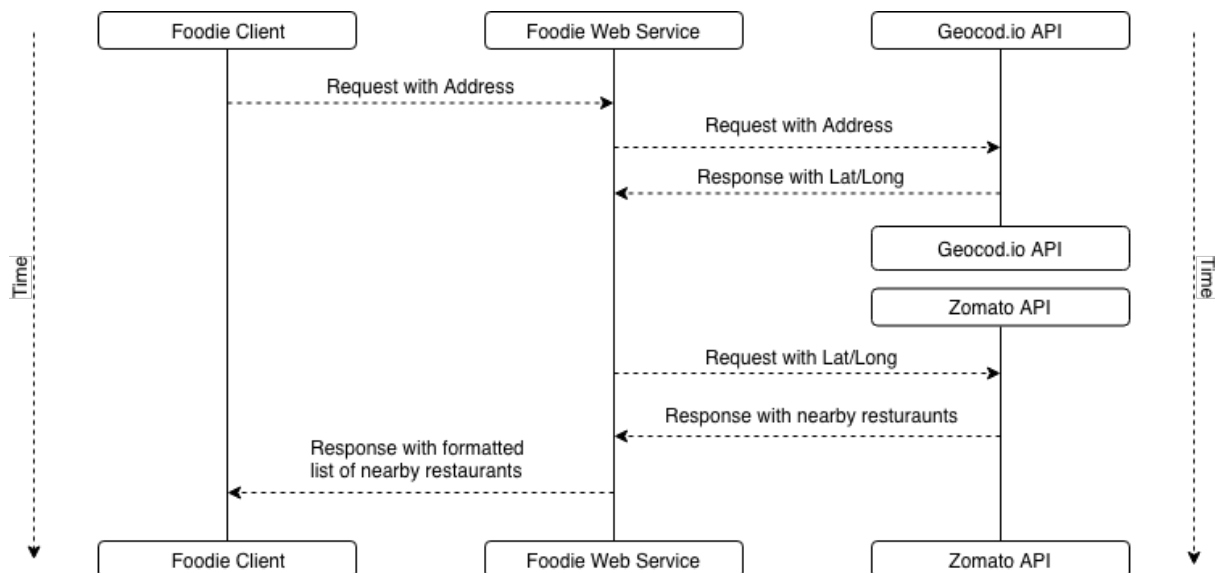 Foodie Client
Foodie Web Service
Geocod.io API
Request with Address
Request with Address
Response with Lat/Long
Geocod.io API
Time
Time
Zomato API
Request with Lat/Long
Response with nearby resturaunts
Response with formatted
list of nearby restaurants
Foodie Client
Foodie Web Service
Zomato API